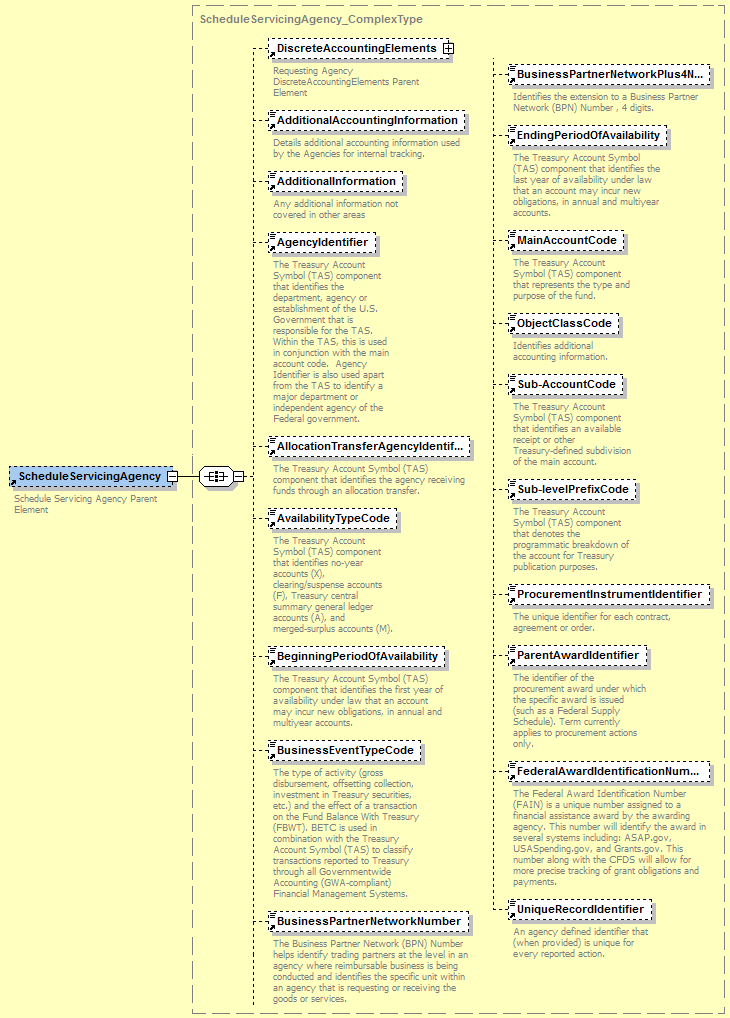 ScheduleServicingAgency_ComplexType
ScheduleServicingAgency
Schedule Servicing Agency Parent
Element
DiscreteAccountingElements
Requesting Agency
DiscreteAccountingElements Parent
Element
AdditionalAccountingInformation
Details additional accounting information used
by the Agencies for internal tracking.
AdditionalInformation
Any additional information not
covered in other areas
AgencyIdentifier
The Treasury Account
Symbol (TAS) component
that identifies the
department, agency or
establishment of the U.S.
Government that is
responsible for the TAS.
Within the TAS, this is used
in conjunction with the main
account code.  Agency
Identifier is also used apart
from the TAS to identify a
major department or
independent agency of the
Federal government.
AllocationTransferAgencyIdentif...
The Treasury Account Symbol (TAS)
component that identifies the agency receiving
funds through an allocation transfer.
AvailabilityTypeCode
The Treasury Account
Symbol (TAS) component
that identifies no-year
accounts (X),
clearing/suspense accounts
(F), Treasury central
summary general ledger
accounts (A), and
merged-surplus accounts (M).
BeginningPeriodOfAvailability
The Treasury Account Symbol (TAS)
component that identifies the first year of
availability under law that an account
may incur new obligations, in annual and
multiyear accounts.
BusinessEventTypeCode
The type of activity (gross
disbursement, offsetting collection,
investment in Treasury securities,
etc.) and the effect of a transaction
on the Fund Balance With Treasury
(FBWT). BETC is used in
combination with the Treasury
Account Symbol (TAS) to classify
transactions reported to Treasury
through all Governmentwide
Accounting (GWA-compliant)
Financial Management Systems.
BusinessPartnerNetworkNumber
The Business Partner Network (BPN) Number
helps identify trading partners at the level in an
agency where reimbursable business is being
conducted and identifies the specific unit within
an agency that is requesting or receiving the
goods or services.
BusinessPartnerNetworkPlus4N...
Identifies the extension to a Business Partner
Network (BPN) Number , 4 digits.
EndingPeriodOfAvailability
The Treasury Account Symbol
(TAS) component that identifies the
last year of availability under law
that an account may incur new
obligations, in annual and multiyear
accounts.
MainAccountCode
The Treasury Account
Symbol (TAS) component
that represents the type and
purpose of the fund.
ObjectClassCode
Identifies additional
accounting information.
Sub-AccountCode
The Treasury Account
Symbol (TAS) component
that identifies an available
receipt or other
Treasury-defined subdivision
of the main account.
Sub-levelPrefixCode
The Treasury Account
Symbol (TAS) component
that denotes the
programmatic breakdown of
the account for Treasury
publication purposes.
ProcurementInstrumentIdentifier
The unique identifier for each contract,
agreement or order.
ParentAwardIdentifier
The identifier of the
procurement award under which
the specific award is issued
(such as a Federal Supply
Schedule). Term currently
applies to procurement actions
only.
FederalAwardIdentificationNum...
The Federal Award Identification Number
(FAIN) is a unique number assigned to a
financial assistance award by the awarding
agency. This number will identify the award in
several systems including: ASAP.gov,
USASpending.gov, and Grants.gov. This
number along with the CFDS will allow for
more precise tracking of grant obligations and
payments.
UniqueRecordIdentifier
An agency defined identifier that
(when provided) is unique for
every reported action.